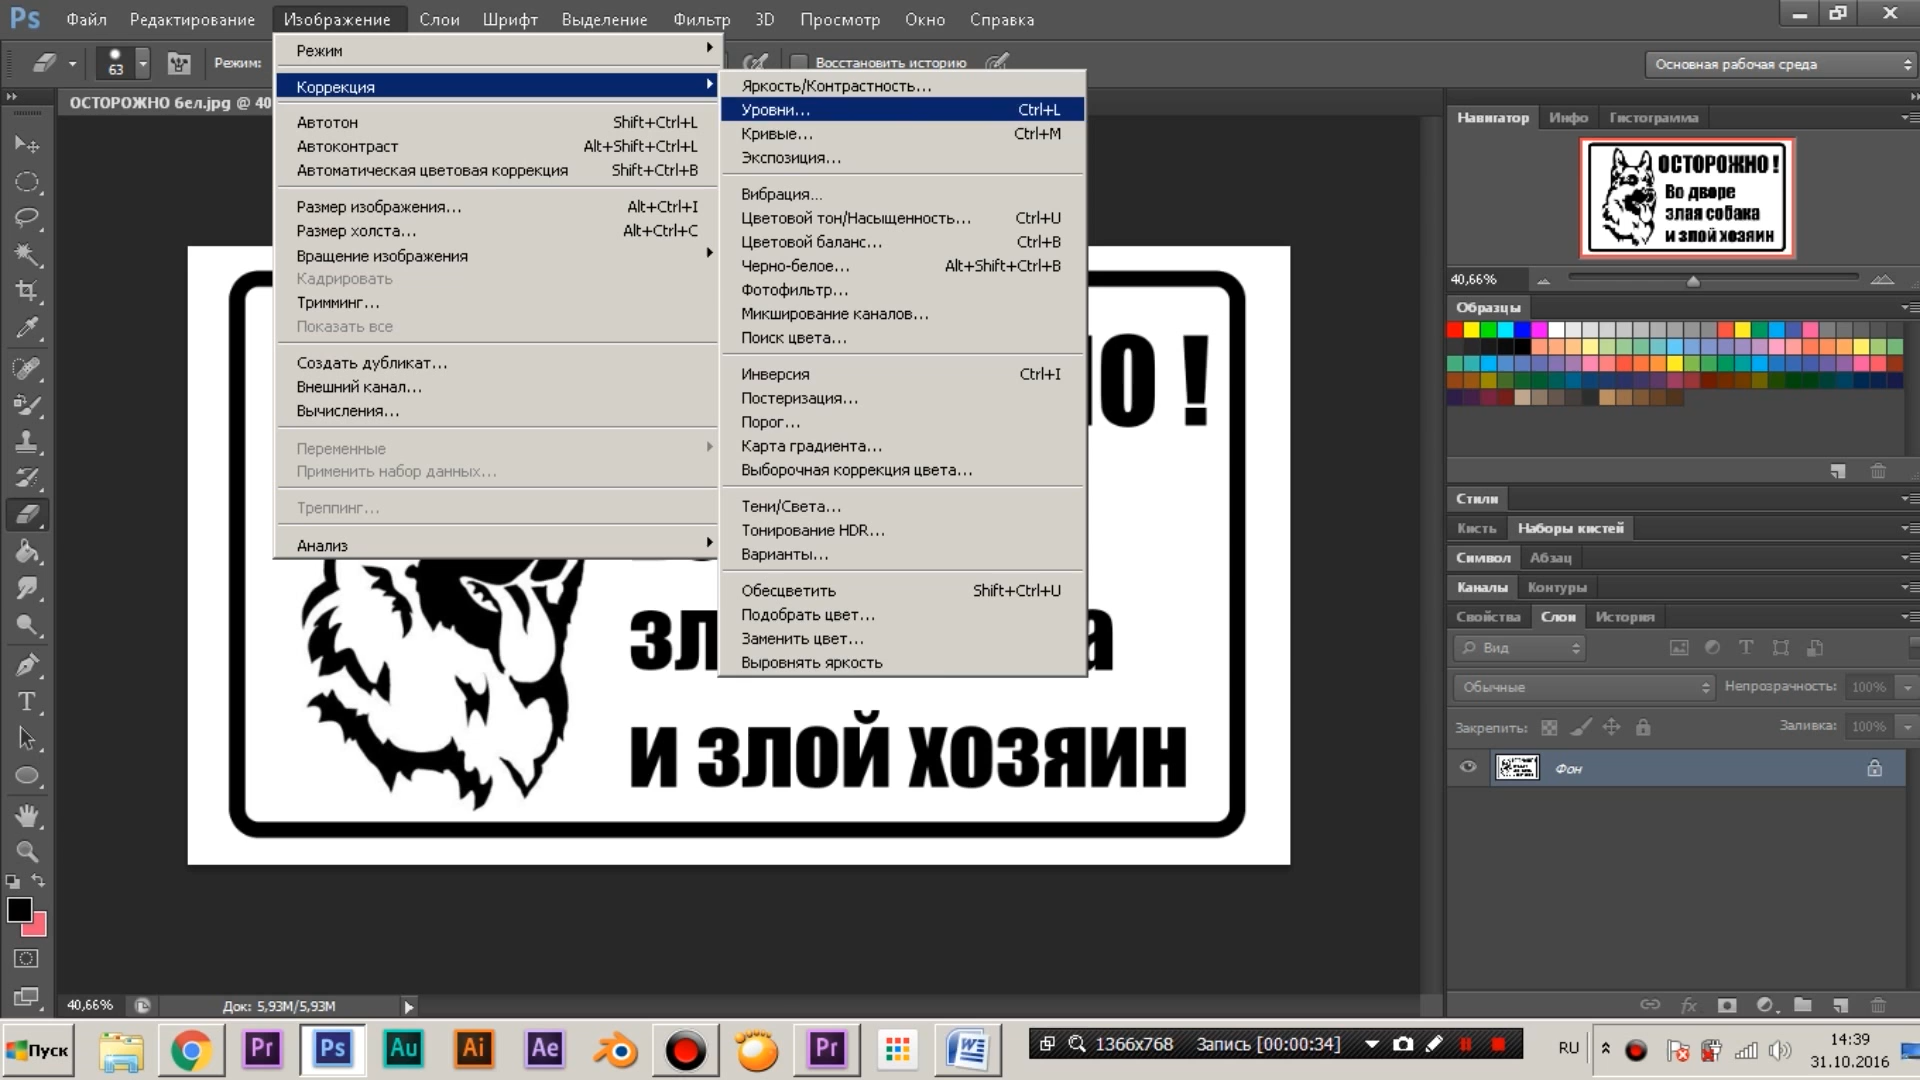 Ps Файл Редактирование Изображение Слои Шрифт Выделение Фильтр 3D Просмотр Окно Справка
63 Режим: Восстановить историю Основная рабочая среда
ОСТОРОЖНО бел.jpg @ 40
Режим
Коррекция
Автотон Shift+Ctrl+L
Автоконтраст Alt+Shift+Ctrl+L
Автоматическая цветовая коррекция Shift+Ctrl+B
Размер изображения... Alt+Ctrl+I
Размер холста... Alt+Ctrl+C
Вращение изображения
Кадрировать
Тримминг...
Показать все
Создать дубликат...
Внешний канал...
Вычисления...
Переменные
Применить набор данных...
Треппинг...
Анализ
Яркость/Контрастность...
Уровни... Ctrl+L
Кривые... Ctrl+M
Экспозиция...
Вибрация...
Цветовой тон/Насыщенность... Ctrl+U
Цветовой баланс... Ctrl+B
Черно-белое... Alt+Shift+Ctrl+B
Фотофильтр...
Микширование каналов...
Поиск цвета...
Инверсия Ctrl+I
Постеризация...
Порог...
Карта градиента...
Выборочная коррекция цвета...
Тени/Света...
Тонирование HDR...
Варианты...
Обесцветить Shift+Ctrl+U
Подобрать цвет...
Заменить цвет...
Выровнять яркость
НО !
зл а
и злой хозяин
Навигатор Инфо Гистограмма
ОСТОРОЖНО !
Во дворе
злая собака
и злой хозяин
40,66%
Образцы
Стили
Кисть Наборы кистей
Символ Абзац
Каналы Контуры
Свойства Слои История
Вид
Обычные Непрозрачность: 100%
Закрепить: Заливка: 100%
Фон
40,66% Док: 5,93M/5,93M
Пуск Pr Ps Au Ai Ae Pr W 1366x768 Запись [00:00:34] RU 14:39
31.10.2016